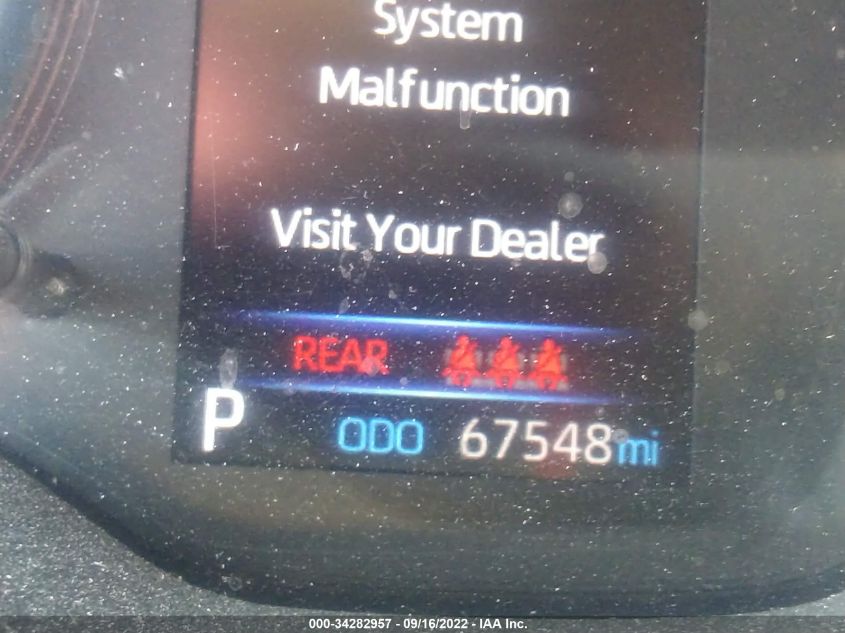 System
Malfunction
Visit Your Dealer
REAR
P ODO 67548 mi
000-34282957 - 09/16/2022 - IAA Inc.